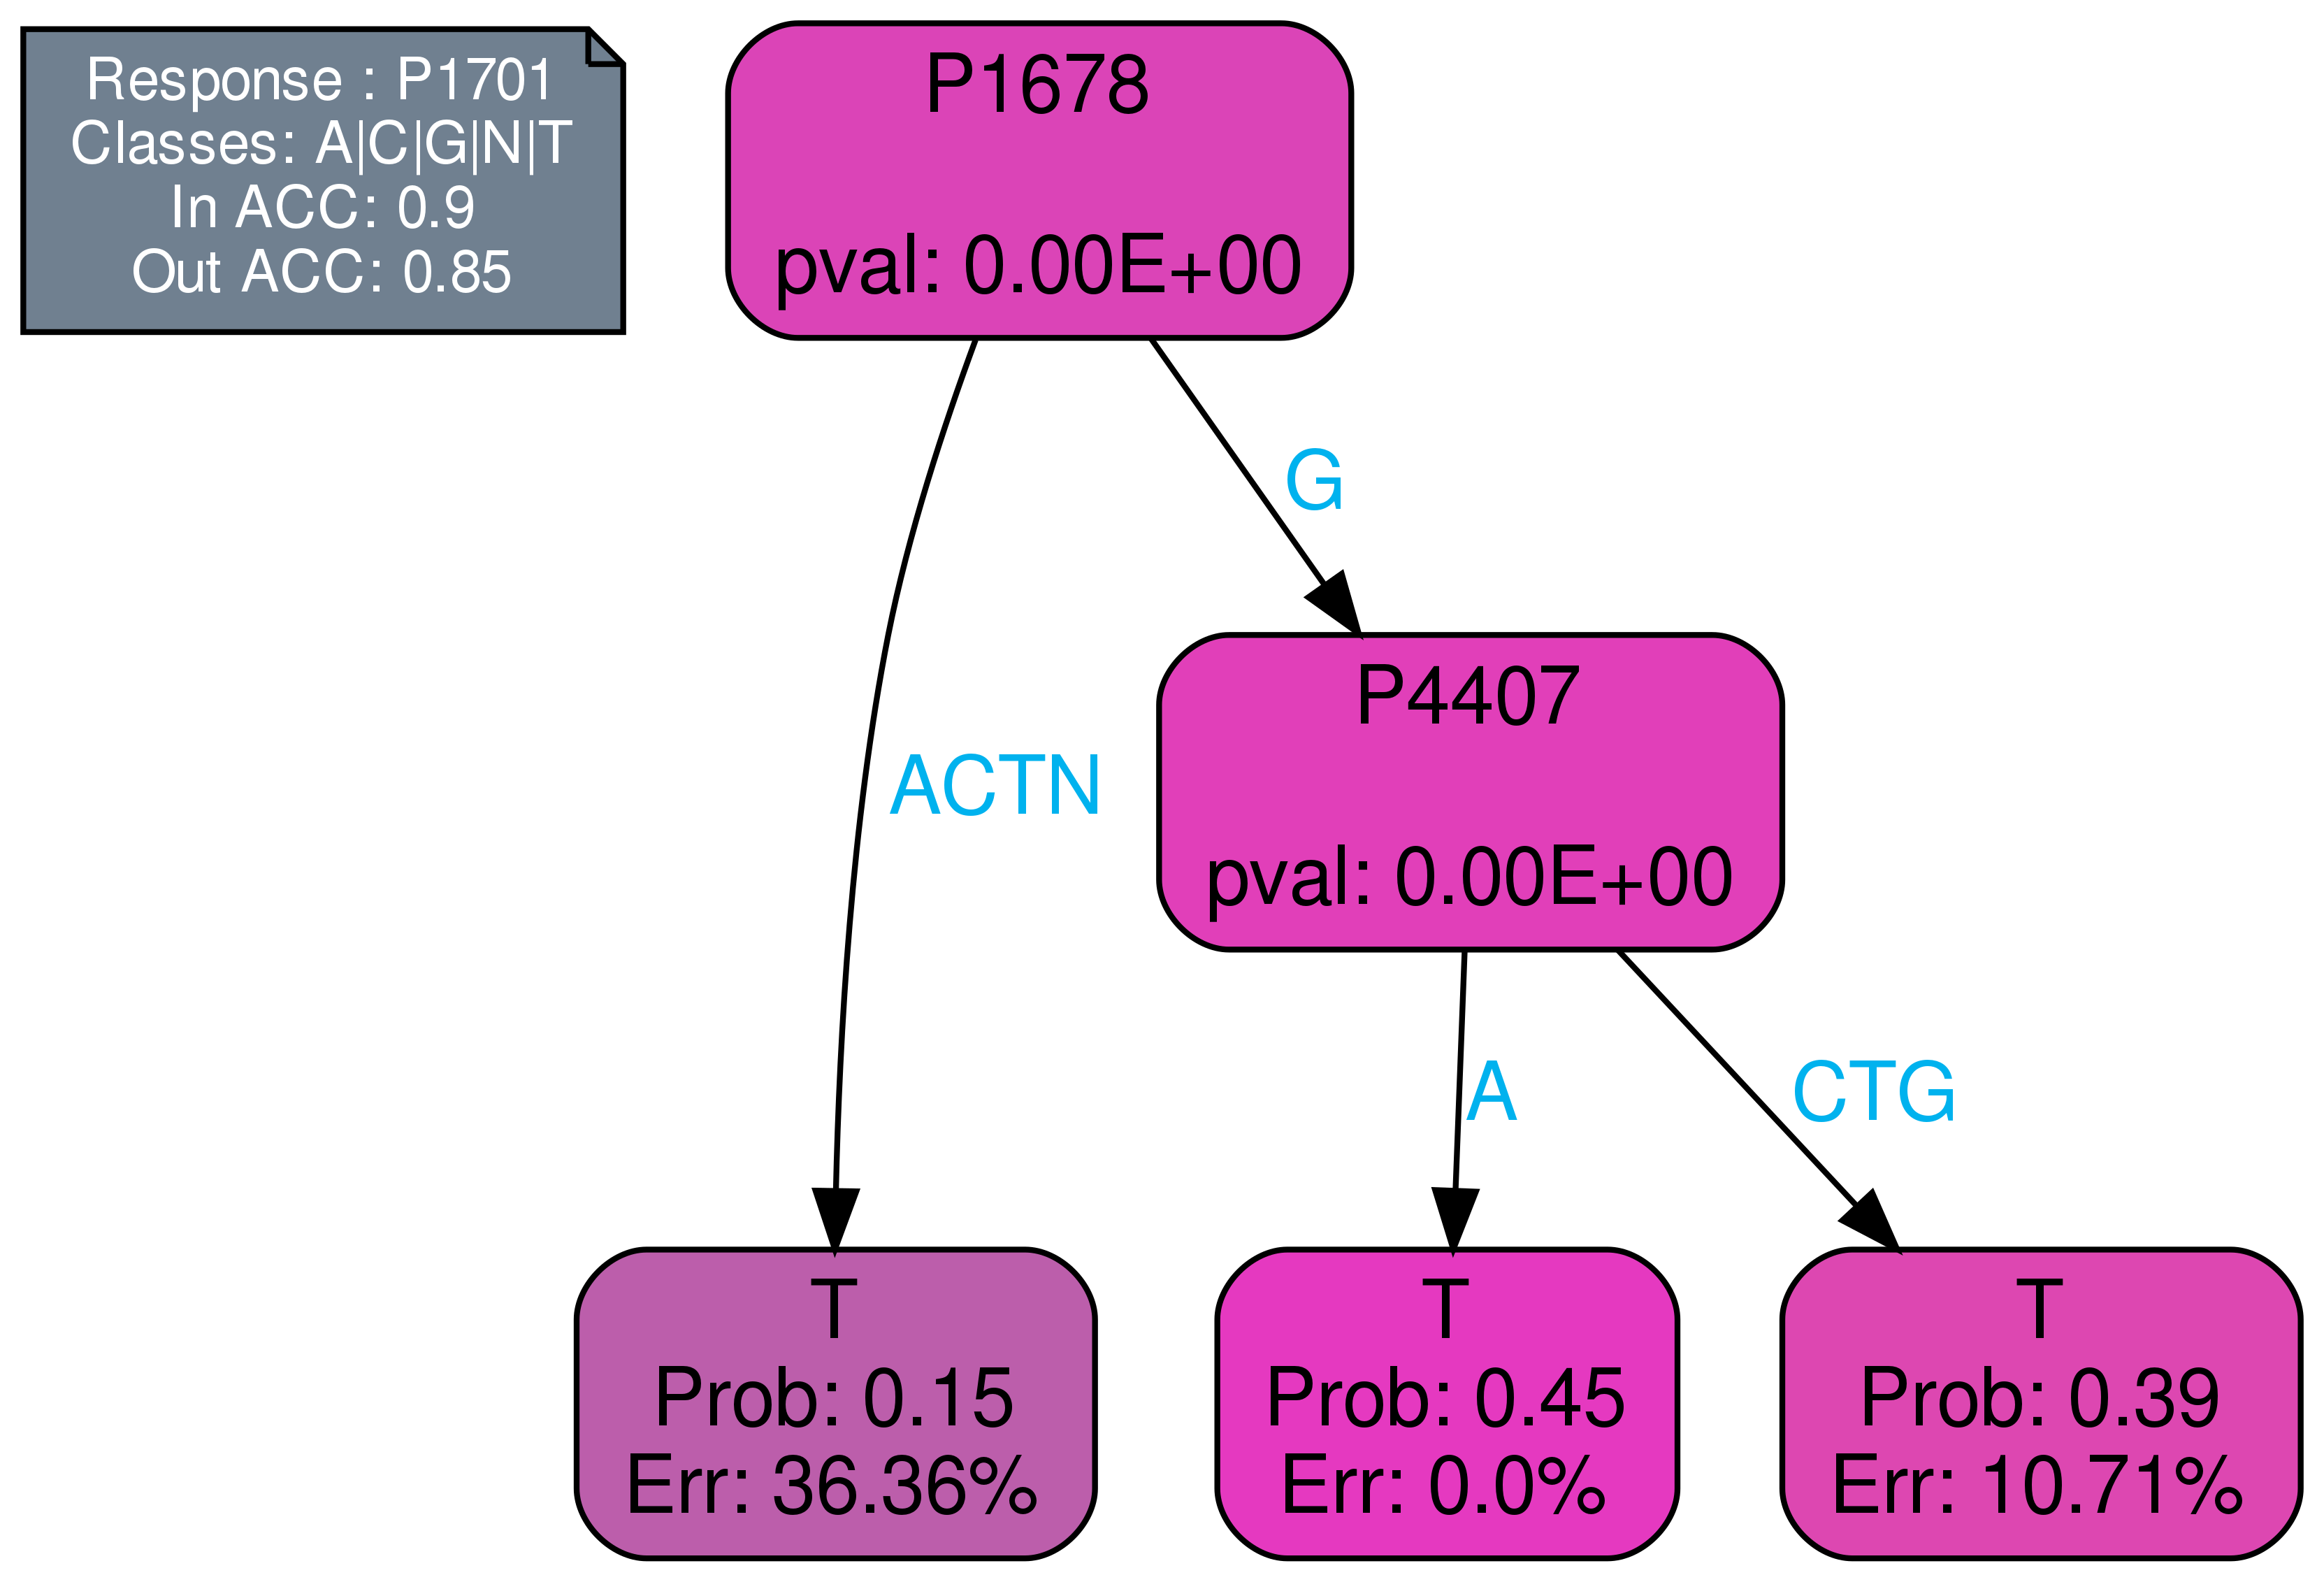 Response : P1701
Classes: A|C|G|N|T
In ACC: 0.9
Out ACC: 0.85
P1678
pval: 0.00E+00
G
P4407
pval: 0.00E+00
ACTN
A
CTG
T
Prob: 0.15
Err: 36.36%
T
Prob: 0.45
Err: 0.0%
T
Prob: 0.39
Err: 10.71%